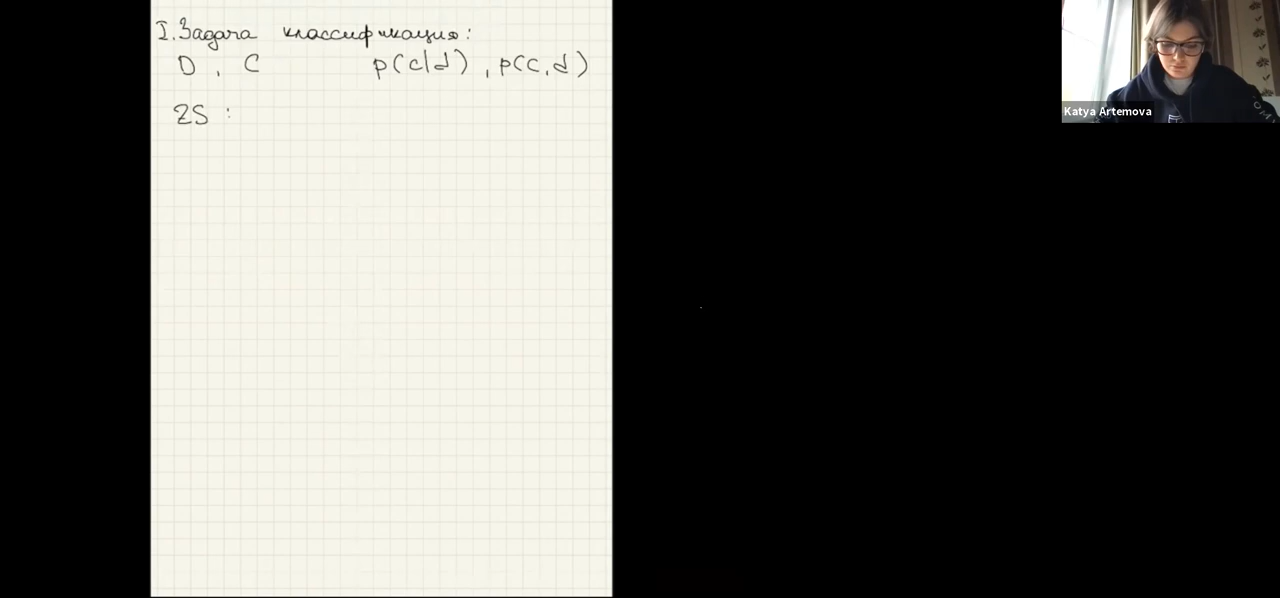 I. Задача классификации:
D , C p(c|d) , p(c,d)
ZS :
Katya Artemova